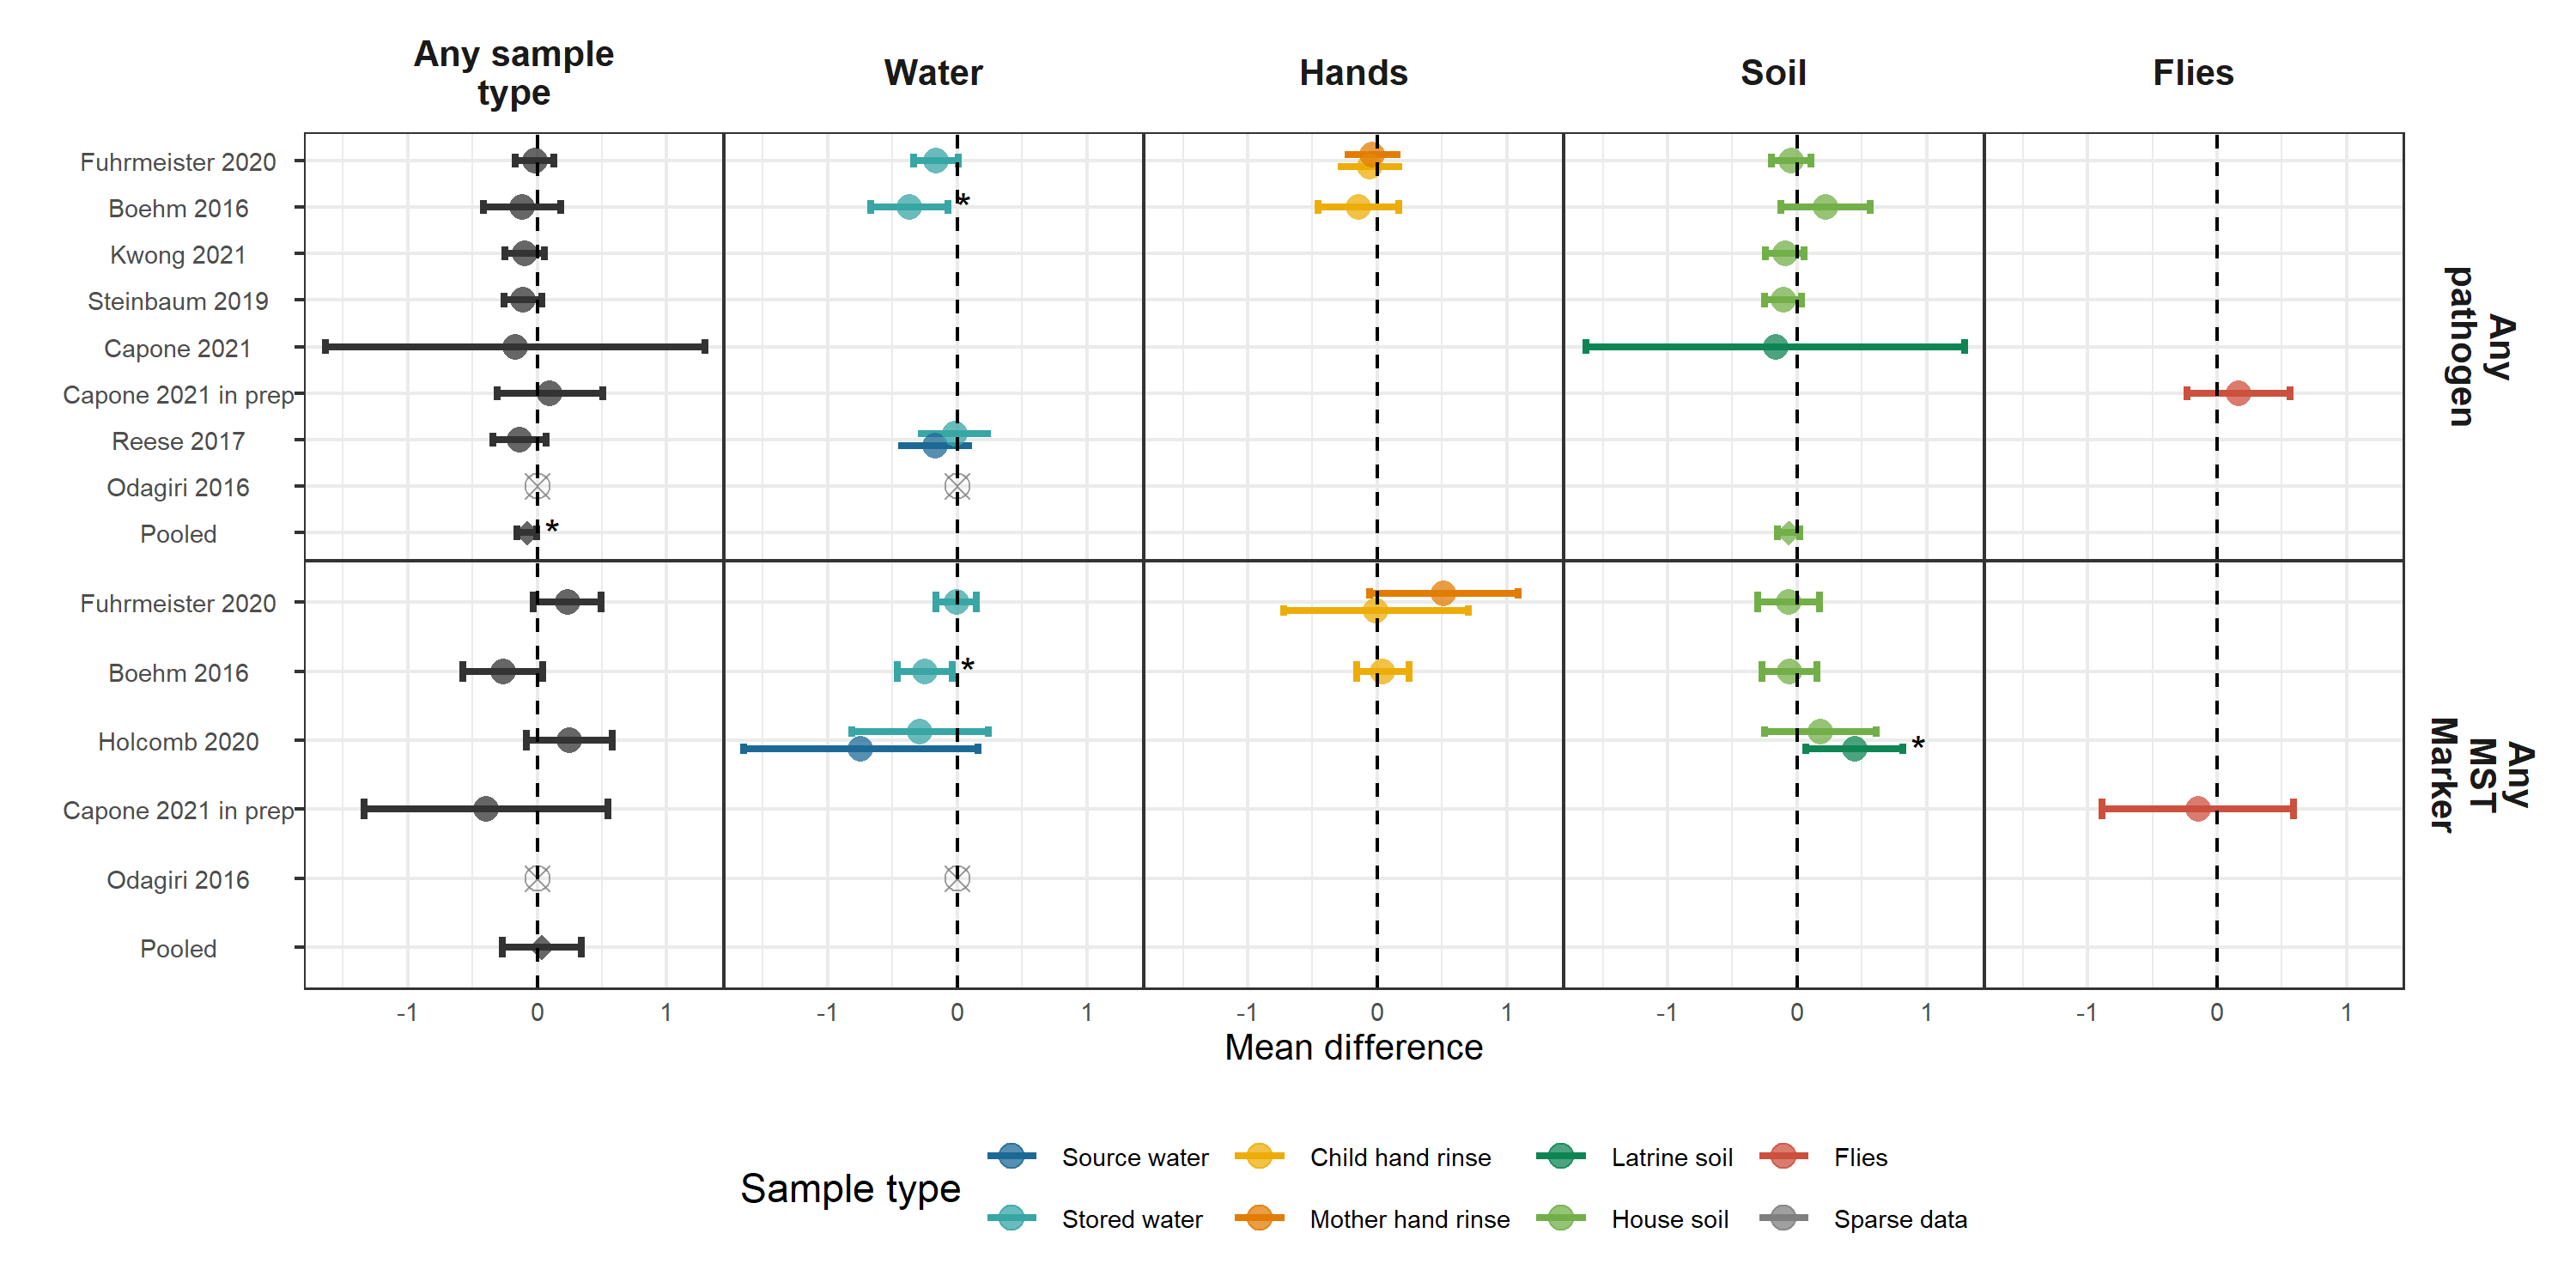 Any sample
type
Water
Hands
Soil
Flies
Fuhrmeister 2020
Boehm 2016
*
Kwong 2021
Steinbaum 2019
Capone 2021
Capone 2021 in prep
Reese 2017
Odagiri 2016
Pooled
*
Any
pathogen
Fuhrmeister 2020
Boehm 2016
*
Holcomb 2020
*
Capone 2021 in prep
Odagiri 2016
Pooled
Any
MST
Marker
-1 0 1 -1 0 1 -1 0 1 -1 0 1 -1 0 1
Mean difference
Sample type
Source water
Child hand rinse
Latrine soil
Flies
Stored water
Mother hand rinse
House soil
Sparse data